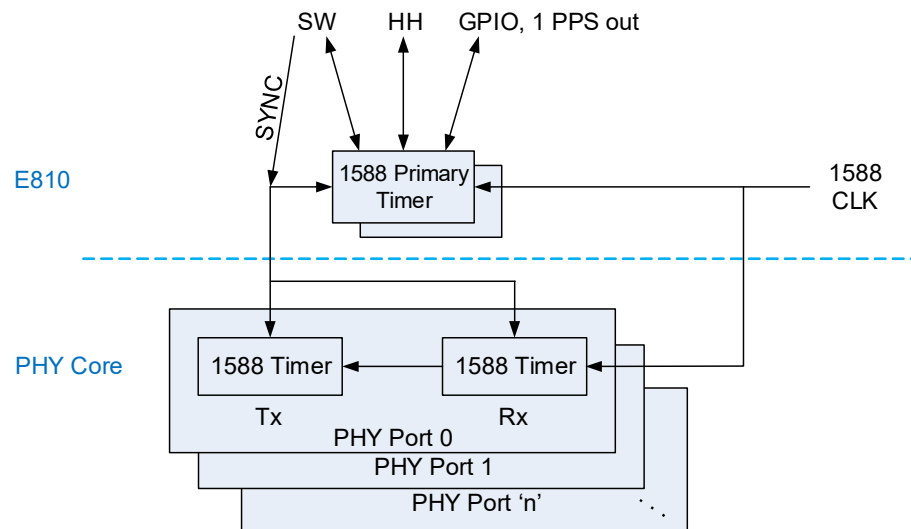 SW
HH
GPIO, 1 PPS out
SYNC
E810
1588 Primary
Timer
1588
CLK
PHY Core
1588 Timer
1588 Timer
Tx
Rx
PHY Port 0
PHY Port 1
PHY Port ‘n’